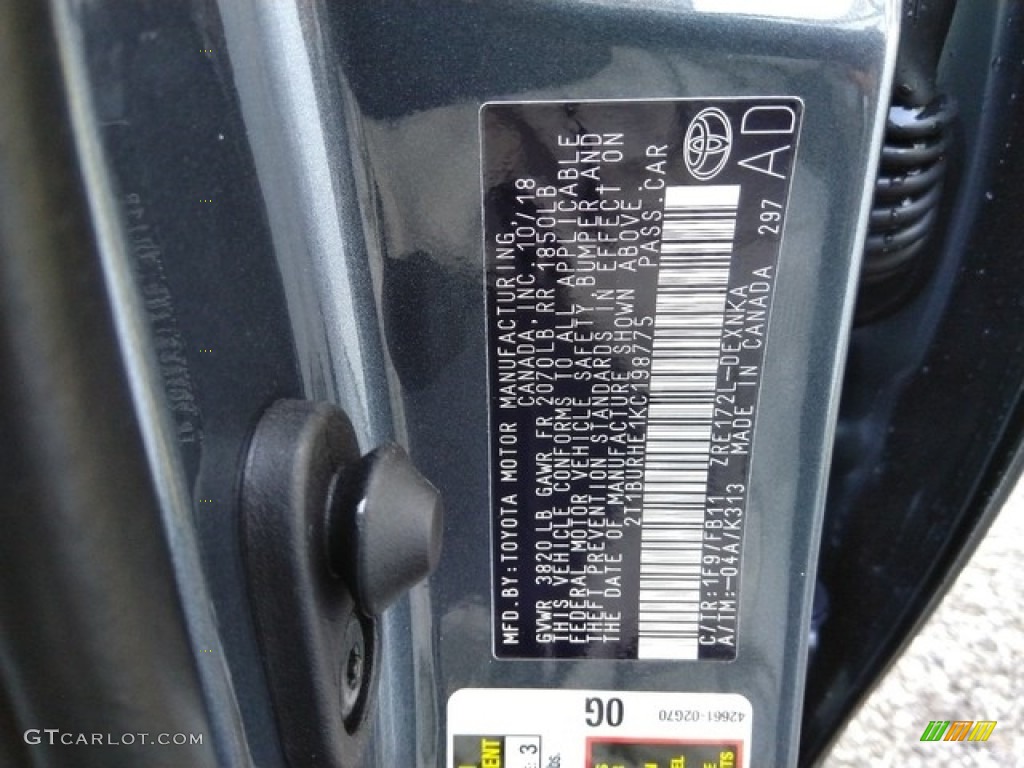 MFD.BY:TOYOTA MOTOR MANUFACTURING,
CANADA,INC. 10/18
GVWR 3820LB GAWR FR 2070LB,RR 1850LB
THIS VEHICLE CONFORMS TO ALL APPLICABLE
FEDERAL MOTOR VEHICLE SAFETY, BUMPER,AND
THEFT PREVENTION STANDARDS IN EFFECT ON
THE DATE OF MANUFACTURE SHOWN ABOVE.
2T1BURHE1KC198775 PASS.CAR
C/TR:1F9/FB11 ZRE172L-DEXNKA 297 AD
A/TM:-04A/K313 MADE IN CANADA
0G
42661-02G70
3
GTCARLOT.COM